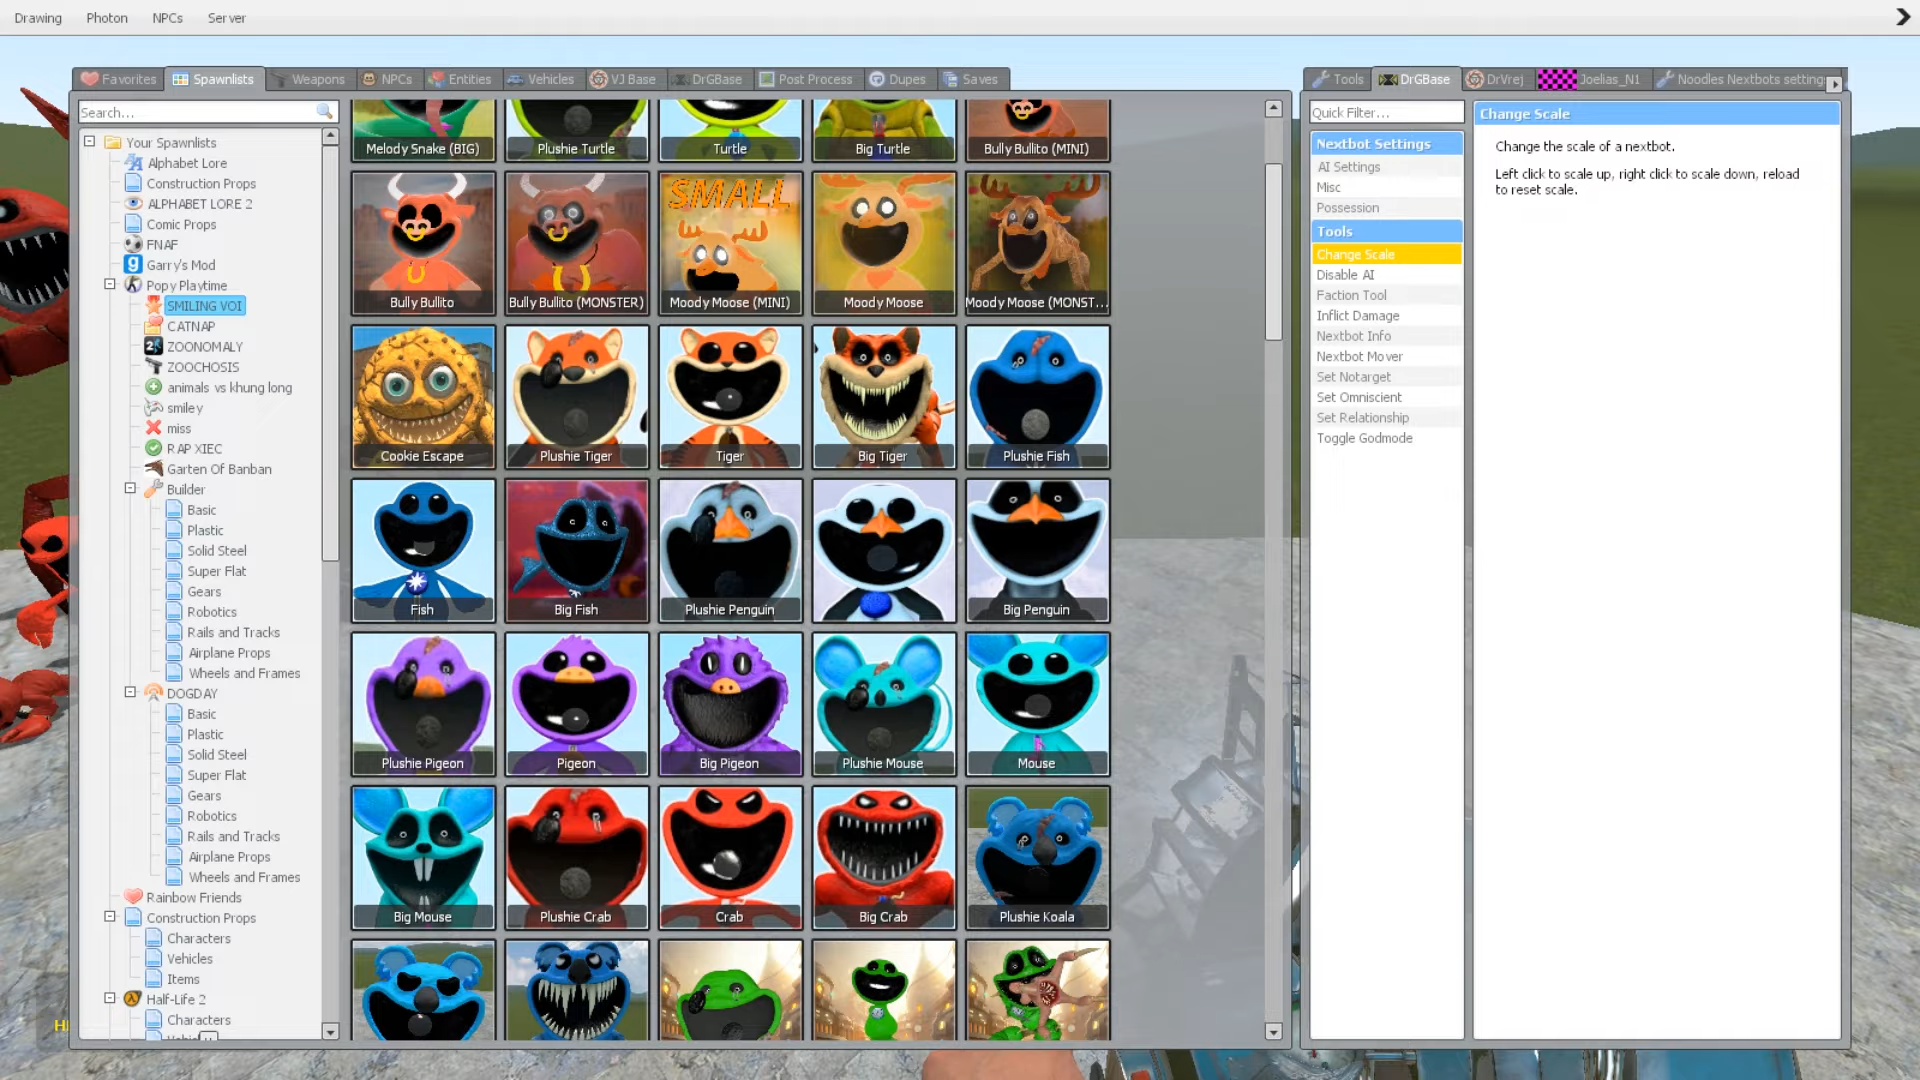 Drawing Photon NPCs Server
Favorites Spawnlists Weapons NPCs Entities Vehicles VJ Base DrGBase Post Process Dupes Saves
Tools DrGBase DrVrej Joelias_N1 Noodles Nextbots setting
Search...
Your Spawnlists
Alphabet Lore
Construction Props
ALPHABET LORE 2
Comic Props
FNAF
Garry's Mod
Popy Playtime
SMILING VOI
CATNAP
ZOONOMALY
ZOOCHOSIS
animals vs khung long
smiley
miss
RAP XIEC
Garten Of Banban
Builder
Basic
Plastic
Solid Steel
Super Flat
Gears
Robotics
Rails and Tracks
Airplane Props
Wheels and Frames
DOGDAY
Basic
Plastic
Solid Steel
Super Flat
Gears
Robotics
Rails and Tracks
Airplane Props
Wheels and Frames
Rainbow Friends
Construction Props
Characters
Vehicles
Items
Half-Life 2
Characters
Melody Snake (BIG) Plushie Turtle Turtle Big Turtle Bully Bullito (MINI)
SMALL
Bully Bullito Bully Bullito (MONSTER) Moody Moose (MINI) Moody Moose Moody Moose (MONST...
Cookie Escape Plushie Tiger Tiger Big Tiger Plushie Fish
Fish Big Fish Plushie Penguin Big Penguin
Plushie Pigeon Pigeon Big Pigeon Plushie Mouse Mouse
Big Mouse Plushie Crab Crab Big Crab Plushie Koala
Quick Filter...
Nextbot Settings
AI Settings
Misc
Possession
Tools
Change Scale
Disable AI
Faction Tool
Inflict Damage
Nextbot Info
Nextbot Mover
Set Notarget
Set Omniscient
Set Relationship
Toggle Godmode
Change Scale
Change the scale of a nextbot.
Left click to scale up, right click to scale down, reload
to reset scale.